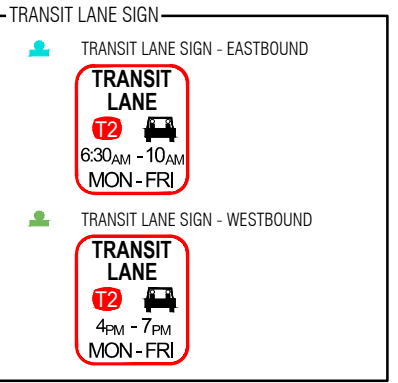 TRANSIT LANE SIGN
TRANSIT LANE SIGN - EASTBOUND
TRANSIT
LANE
T2
6:30AM - 10AM
MON - FRI
TRANSIT LANE SIGN - WESTBOUND
TRANSIT
LANE
T2
4PM - 7PM
MON - FRI